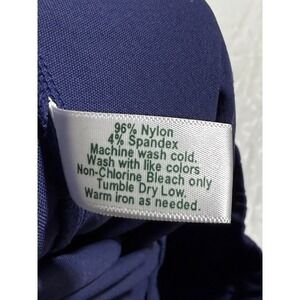 96% Nylon
4% Spandex
Machine wash cold.
Wash with like colors
Non-Chlorine Bleach only
Tumble Dry Low.
Warm iron as needed.